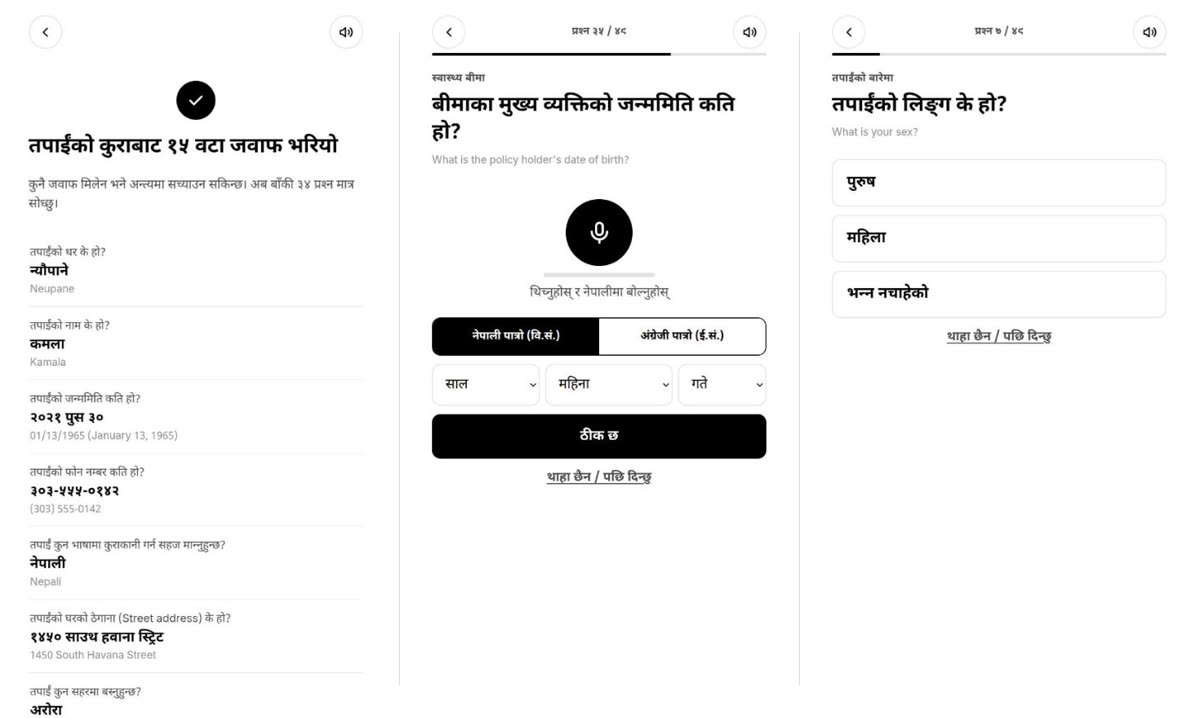 तपाईंको कुराबाट १५ वटा जवाफ भरियो
कुनै जवाफ मिलेन भने अन्त्यमा सच्याउन सकिन्छ। अब बाँकी ३४ प्रश्न मात्र
सोध्छु।
तपाईंको थर के हो?
न्यौपाने
Neupane
तपाईंको नाम के हो?
कमला
Kamala
तपाईंको जन्ममिति कति हो?
२०२१ पुस ३०
01/13/1965 (January 13, 1965)
तपाईंको फोन नम्बर कति हो?
३०३-५५५-०१४२
(303) 555-0142
तपाईं कुन भाषामा कुराकानी गर्न सहज मान्नुहुन्छ?
नेपाली
Nepali
तपाईंको घरको ठेगाना (Street address) के हो?
१४५० साउथ हवाना स्ट्रिट
1450 South Havana Street
तपाईं कुन सहरमा बस्नुहुन्छ?
अरोरा
प्रश्न ३५ / ४९
स्वास्थ्य बीमा
बीमाका मुख्य व्यक्तिको जन्ममिति कति
हो?
What is the policy holder's date of birth?
थिच्नुहोस् र नेपालीमा बोल्नुहोस्
नेपाली पात्रो (वि.सं.)
अंग्रेजी पात्रो (ई.सं.)
साल
महिना
गते
ठीक छ
थाहा छैन / पछि दिन्छु
प्रश्न ७ / ४९
तपाईंको बारेमा
तपाईंको लिङ्ग के हो?
What is your sex?
पुरुष
महिला
भन्न नचाहेको
थाहा छैन / पछि दिन्छु